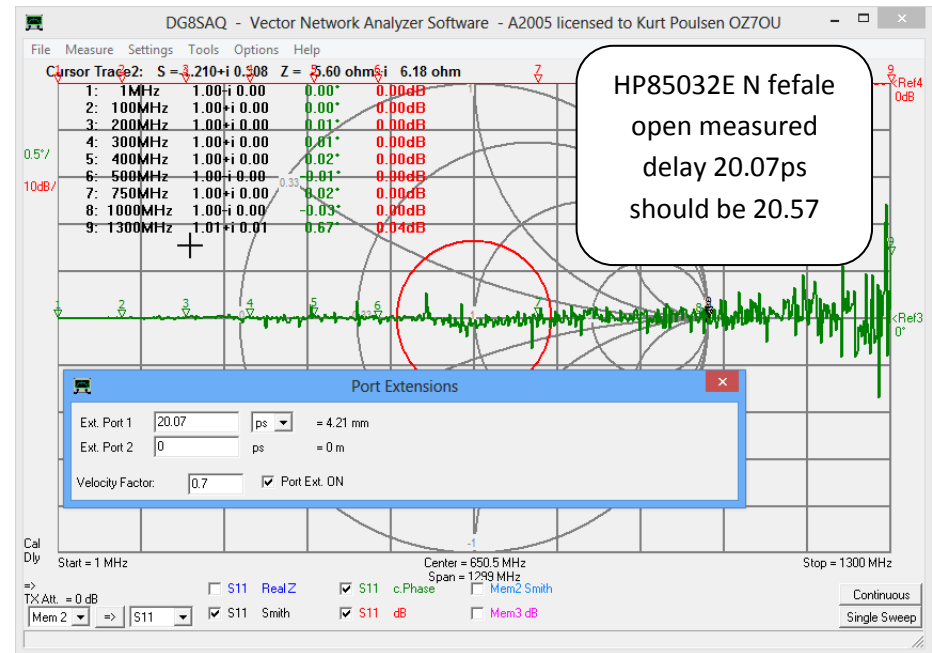 DG8SAQ - Vector Network Analyzer Software - A2005 licensed to Kurt Poulsen OZ7OU
File Measure Settings Tools Options Help
HP85032E N fefale
open measured
delay 20.07ps
should be 20.57
1: 1MHz 1.00-i 0.00 0.00° 0.00dB
2: 100MHz 1.00-i 0.00 0.00° 0.00dB
3: 200MHz 1.00+i 0.00 0.01° 0.00dB
4: 300MHz 1.00+i 0.00 0.01° 0.00dB
5: 400MHz 1.00+i 0.00 0.02° 0.00dB
6: 500MHz 1.00-i 0.00 -0.01° 0.00dB
7: 750MHz 1.00+i 0.00 0.02° 0.00dB
8: 1000MHz 1.00-i 0.00 -0.03° 0.00dB
9: 1300MHz 1.01+i 0.01 0.67° 0.04dB
<Ref4
0dB
0.5°/
10dB/
1
0.33
1 2 3 4 5 6 7 8
<Ref3
0°
Port Extensions
Ext. Port 1 20.07 ps = 4.21 mm
Ext. Port 2 0 ps = 0 m
Velocity Factor: 0.7 Port Ext. ON
-1
Cal
Dly
Start = 1 MHz Center = 650.5 MHz Stop = 1300 MHz
Span = 1299 MHz
=> S11 Real Z S11 c.Phase Mem2 Smith
TX Att. = 0 dB Continuous
Mem 2 => S11 S11 Smith S11 dB Mem3 dB Single Sweep